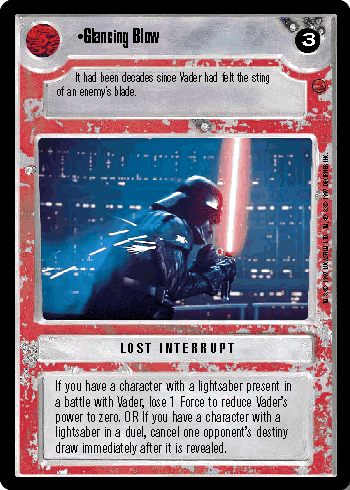 •Glancing Blow
3
It had been decades since Vader had felt the sting
of an enemy's blade.
LOST INTERRUPT
If you have a character with a lightsaber present in
a battle with Vader, lose 1 Force to reduce Vader's
power to zero. OR If you have a character with a
lightsaber in a duel, cancel one opponent's destiny
draw immediately after it is revealed.